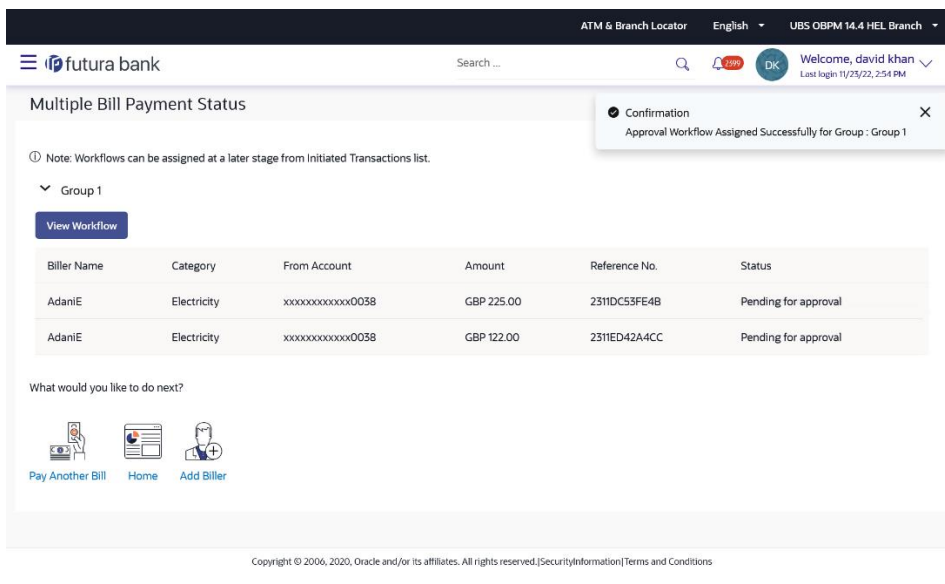 ATM & Branch Locator English UBS OBPM 14.4 HEL Branch
futura bank Search ... 2599 DK Welcome, david khan
Last login 11/23/22, 2:54 PM
Multiple Bill Payment Status
Confirmation
Approval Workflow Assigned Successfully for Group : Group 1
Note: Workflows can be assigned at a later stage from Initiated Transactions list.
Group 1
View Workflow
Biller Name Category From Account Amount Reference No. Status
AdaniE Electricity xxxxxxxxxxxx0038 GBP 225.00 2311DC53FE4B Pending for approval
AdaniE Electricity xxxxxxxxxxxx0038 GBP 122.00 2311ED42A4CC Pending for approval
What would you like to do next?
Pay Another Bill Home Add Biller
Copyright © 2006, 2020, Oracle and/or its affiliates. All rights reserved.|SecurityInformation|Terms and Conditions